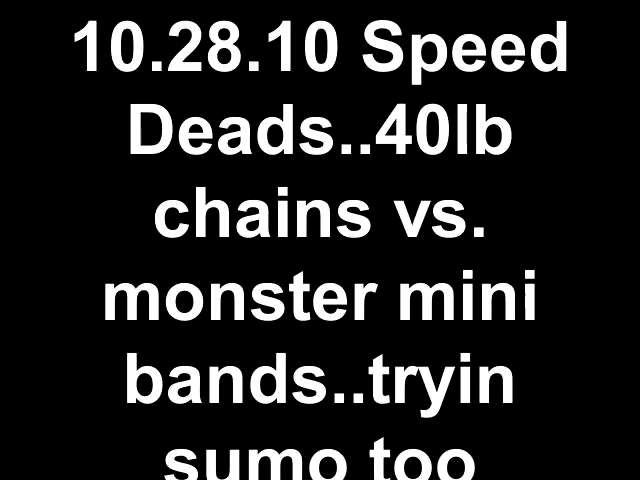 10.28.10 Speed
Deads..40lb
chains vs.
monster mini
bands..tryin
sumo too